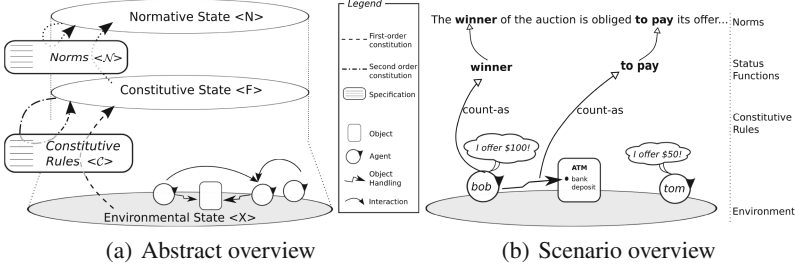 Normative State <N>
Norms <𝒩>
Constitutive State <F>
Constitutive
Rules <𝒞>
Environmental State <X>
(a) Abstract overview
Legend
First-order
constitution
Second order
constitution
Specification
Object
Agent
Object
Handling
Interaction
The winner of the auction is obliged to pay its offer...
Norms
winner
to pay
Status
Functions
count-as
count-as
Constitutive
Rules
I offer $100!
I offer $50!
ATM
bank
deposit
bob
tom
Environment
(b) Scenario overview